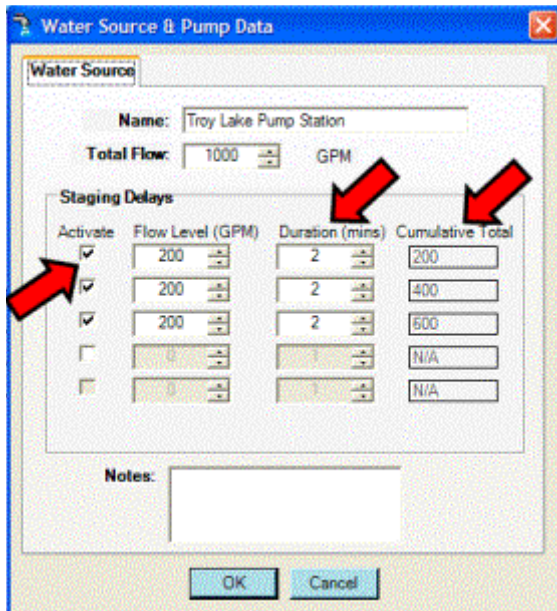 Water Source & Pump Data
Water Source
Name: Troy Lake Pump Station
Total Flow: 1000 GPM
Staging Delays
Activate Flow Level (GPM) Duration (mins) Cumulative Total
200 2 200
200 2 400
200 2 600
0 1 N/A
0 1 N/A
Notes:
OK Cancel